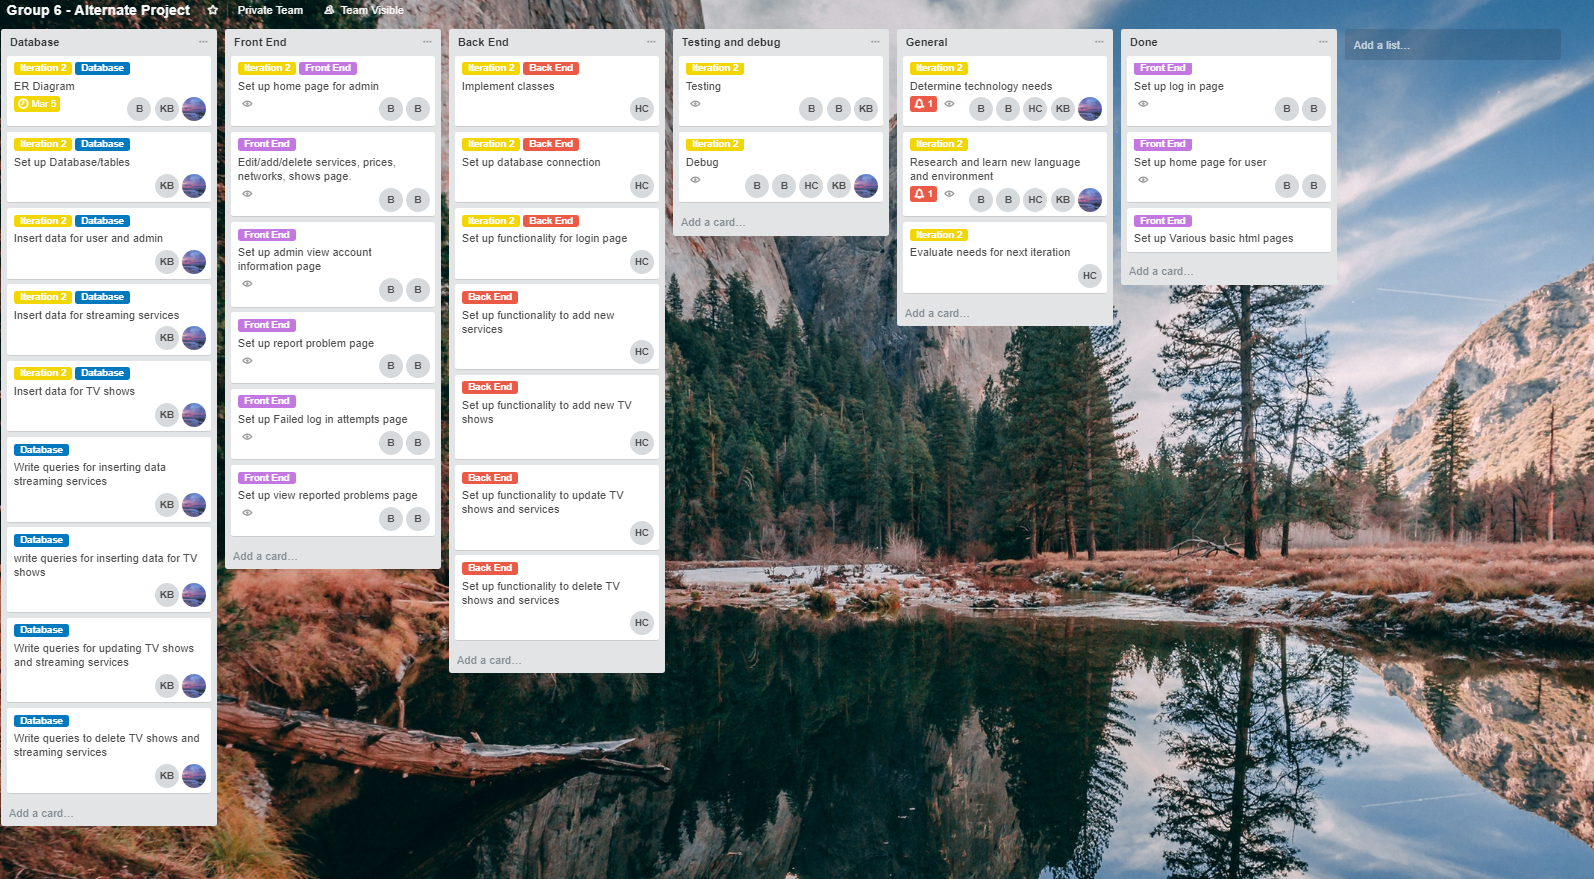 Group 6 - Alternate Project Private Team Team Visible
Database
Iteration 2 Database
ER Diagram
Mar 5
B KB
Iteration 2 Database
Set up Database/tables
KB
Iteration 2 Database
Insert data for user and admin
KB
Iteration 2 Database
Insert data for streaming services
KB
Iteration 2 Database
Insert data for TV shows
KB
Database
Write queries for inserting data
streaming services
KB
Database
write queries for inserting data for TV
shows
KB
Database
Write queries for updating TV shows
and streaming services
KB
Database
Write queries to delete TV shows and
streaming services
KB
Add a card...
Front End
Iteration 2 Front End
Set up home page for admin
B B
Front End
Edit/add/delete services, prices,
networks, shows page.
B B
Front End
Set up admin view account
information page
B B
Front End
Set up report problem page
B B
Front End
Set up Failed log in attempts page
B B
Front End
Set up view reported problems page
B B
Add a card...
Back End
Iteration 2 Back End
Implement classes
HC
Iteration 2 Back End
Set up database connection
HC
Iteration 2 Back End
Set up functionality for login page
HC
Back End
Set up functionality to add new
services
HC
Back End
Set up functionality to add new TV
shows
HC
Back End
Set up functionality to update TV
shows and services
HC
Back End
Set up functionality to delete TV
shows and services
HC
Add a card...
Testing and debug
Iteration 2
Testing
B B KB
Iteration 2
Debug
B B HC KB
Add a card...
General
Iteration 2
Determine technology needs
1 B B HC KB
Iteration 2
Research and learn new language
and environment
1 B B HC KB
Iteration 2
Evaluate needs for next iteration
HC
Add a card...
Done
Front End
Set up log in page
B B
Front End
Set up home page for user
B B
Front End
Set up Various basic html pages
Add a card...
Add a list...